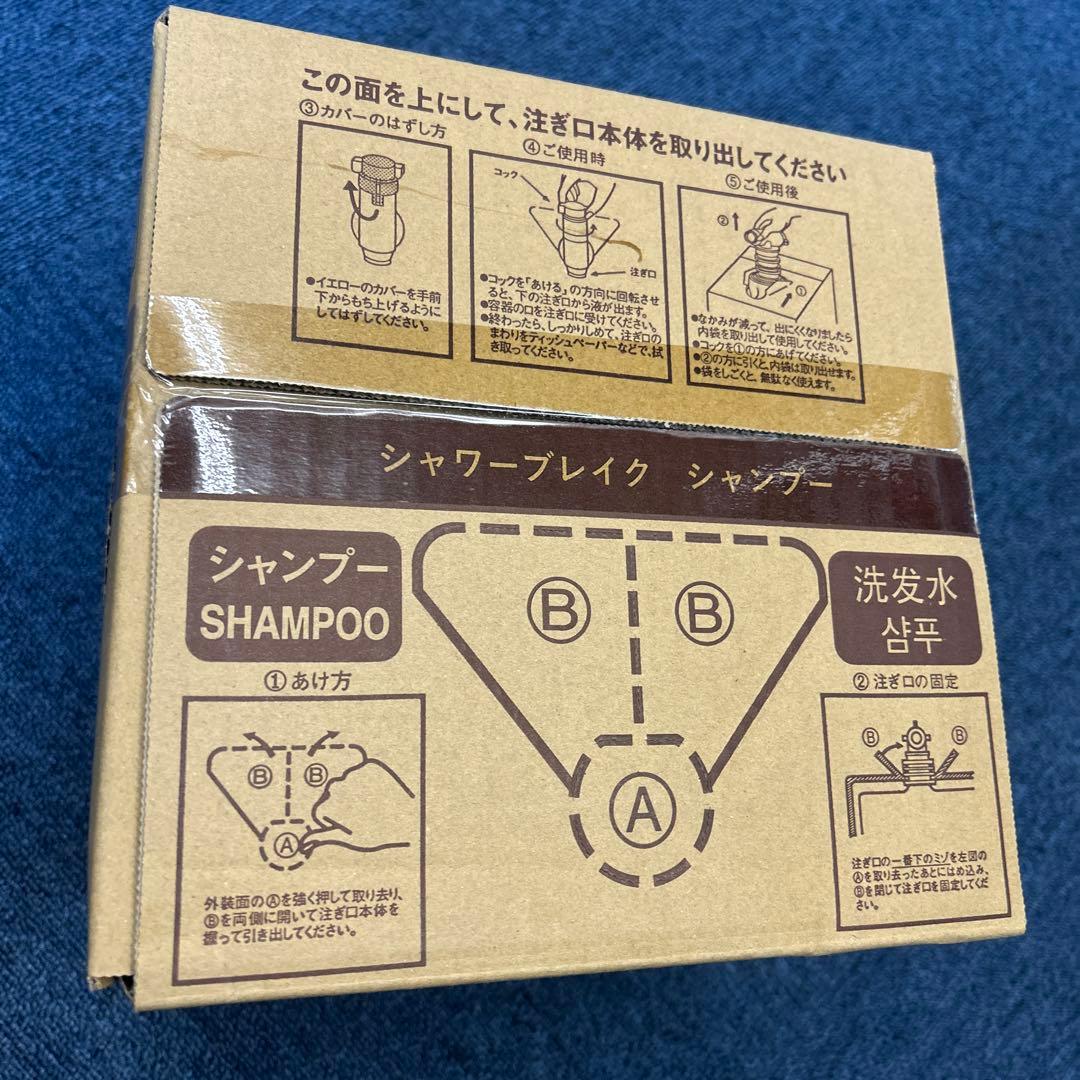 この面を上にして、注ぎ口本体を取り出してください
③カバーのはずし方
●イエローのカバーを手前
下からもち上げるように
してはずしてください。
④ご使用時
コック
注ぎ口
●コックを「あける」の方向に回転させ
ると、下の注ぎ口から液が出ます。
●容器の口を注ぎ口に受けてください。
●終わったら、しっかりしめて、注ぎ口の
まわりをティッシュペーパーなどで、拭
き取ってください。
⑤ご使用後
②
①
●なかみが減って、出にくくなりましたら
内袋を取り出して使用してください。
●コックを①の方にあげてください。
●②の方に引くと、内袋は取り出せます。
●袋をしごくと、無駄なく使えます。
シャワーブレイク シャンプー
シャンプー
SHAMPOO
Ⓑ Ⓑ
Ⓐ
洗发水
샴푸
①あけ方
Ⓑ Ⓑ
Ⓐ
外装面のⒶを強く押して取り去り、
Ⓑを両側に開いて注ぎ口本体を
握って引き出してください。
②注ぎ口の固定
Ⓑ Ⓑ
注ぎ口の一番下のミゾを左図の
Ⓐを取り去ったあとにはめ込み、
Ⓑを閉じて注ぎ口を固定してくだ
さい。